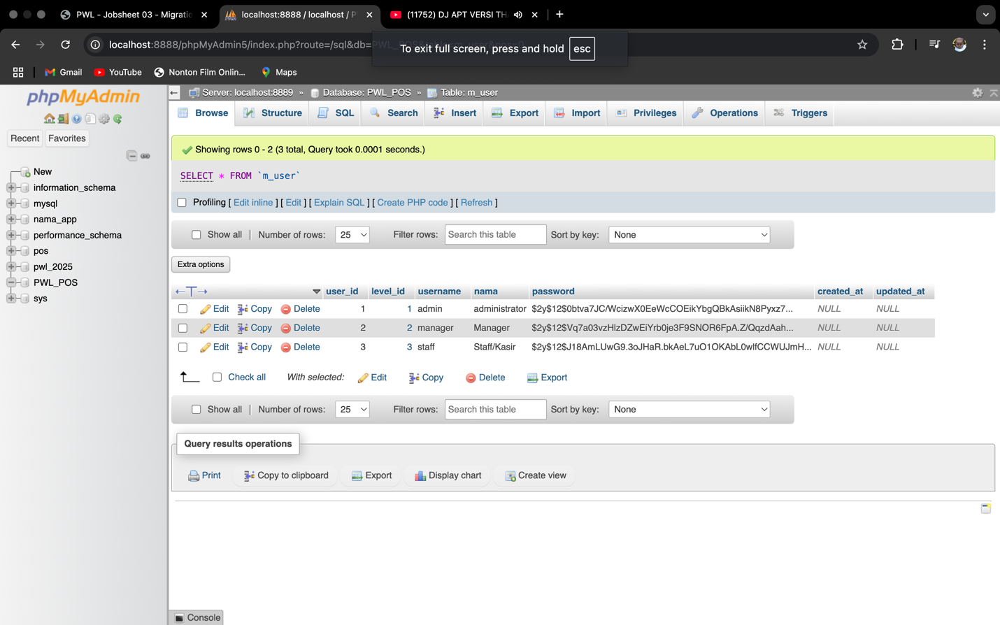 PWL - Jobsheet 03 - Migratio
localhost:8888 / localhost / P
(11752) DJ APT VERSI TH
localhost:8888/phpMyAdmin5/index.php?route=/sql&db=
To exit full screen, press and hold esc
Gmail YouTube Nonton Film Onlin... Maps
phpMyAdmin
Recent Favorites
New
information_schema
mysql
nama_app
performance_schema
pos
pwl_2025
PWL_POS
sys
Server: localhost:8889 » Database: PWL_POS » Table: m_user
Browse Structure SQL Search Insert Export Import Privileges Operations Triggers
Showing rows 0 - 2 (3 total, Query took 0.0001 seconds.)
SELECT * FROM `m_user`
Profiling [ Edit inline ] [ Edit ] [ Explain SQL ] [ Create PHP code ] [ Refresh ]
Show all | Number of rows: 25 Filter rows: Search this table Sort by key: None
Extra options
←T→ user_id level_id username nama password created_at updated_at
Edit Copy Delete 1 1 admin administrator $2y$12$0btva7JC/WcizwX0EeWcCOEikYbgQBkAsiikN8Pyxz7... NULL NULL
Edit Copy Delete 2 2 manager Manager $2y$12$Vq7a03vzHlzDZwEiYrb0je3F9SNOR6FpA.Z/QqzdAah... NULL NULL
Edit Copy Delete 3 3 staff Staff/Kasir $2y$12$J18AmLUwG9.3oJHaR.bkAeL7uO1OKAbL0wlfCCWUJmH... NULL NULL
Check all With selected: Edit Copy Delete Export
Show all | Number of rows: 25 Filter rows: Search this table Sort by key: None
Query results operations
Print Copy to clipboard Export Display chart Create view
Console